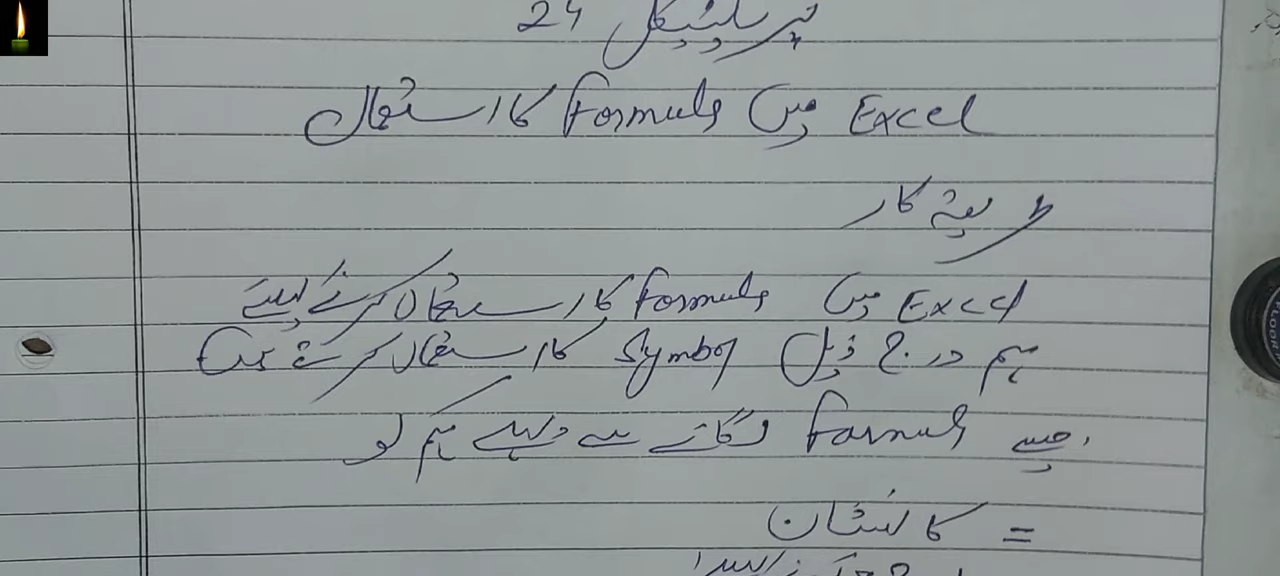 پریٹیکل 24
Excel میں Formula کا استعمال
طریقہ کار
Excel میں Formula کا استعمال کرنے کیلئے
ہم درج ذیل Symbol کا استعمال کرتے ہیں
جیسے Formula لگانے سے پہلے ہم کو
= کا نشان